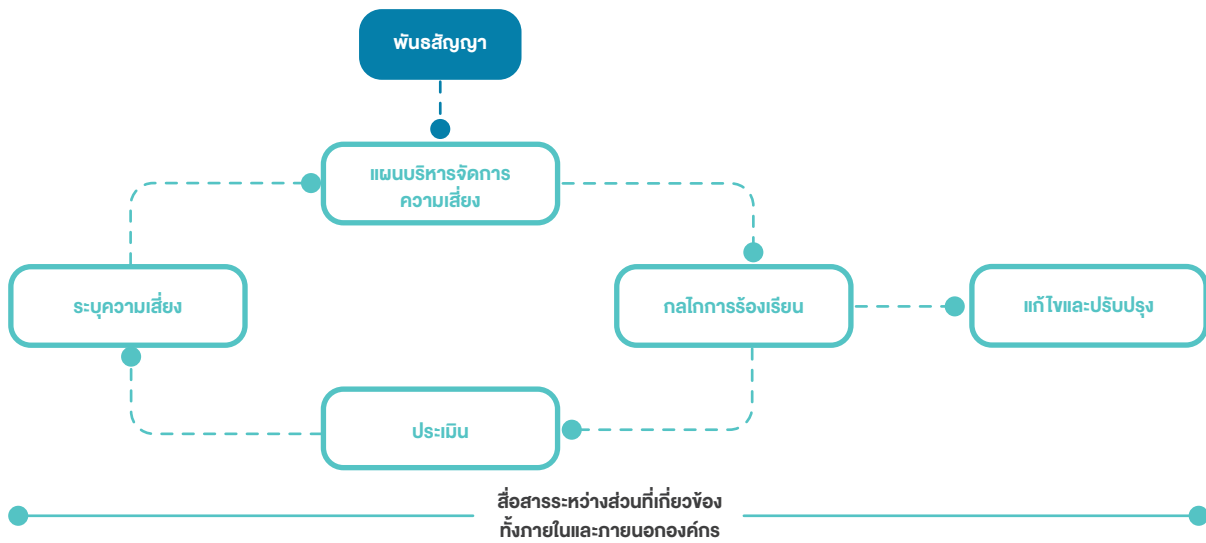 พันธสัญญา
แผนบริหารจัดการ
ความเสี่ยง
ระบุความเสี่ยง
กลไกการร้องเรียน
แก้ไขและปรับปรุง
ประเมิน
สื่อสารระหว่างส่วนที่เกี่ยวข้อง
ทั้งภายในและภายนอกองค์กร